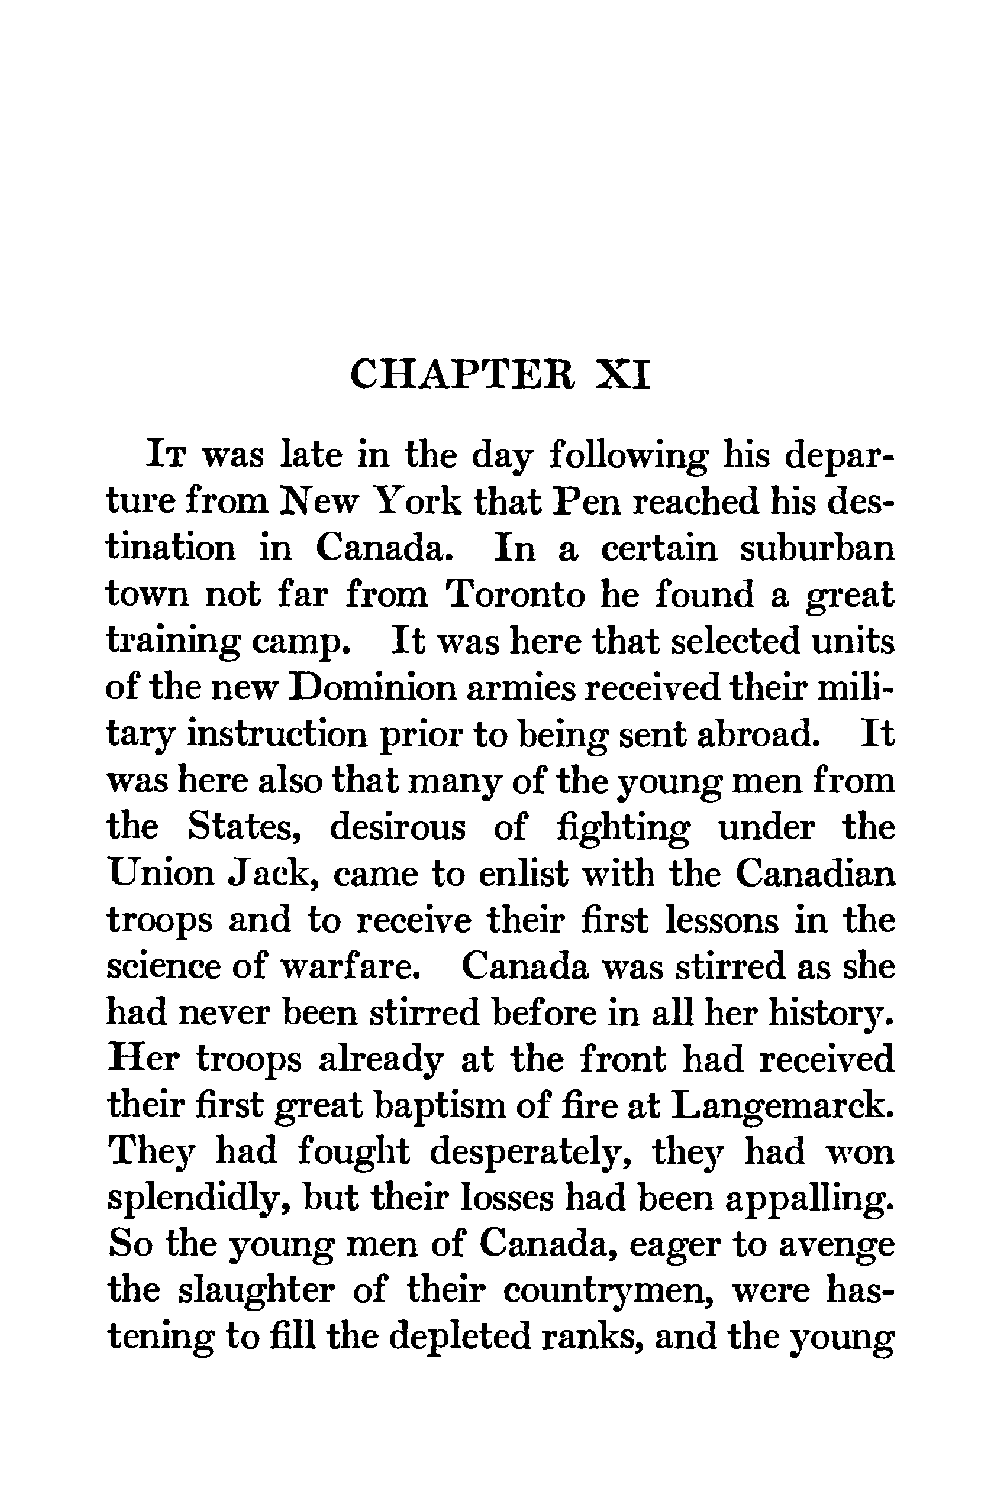 CHAPTER XI
IT was late in the day following his depar-
ture from New York that Pen reached his des-
tination in Canada. In a certain suburban
town not far from Toronto he found a great
training camp. It was here that selected units
of the new Dominion armies received their mili-
tary instruction prior to being sent abroad. It
was here also that many of the young men from
the States, desirous of fighting under the
Union Jack, came to enlist with the Canadian
troops and to receive their first lessons in the
science of warfare. Canada was stirred as she
had never been stirred before in all her history.
Her troops already at the front had received
their first great baptism of fire at Langemarck.
They had fought desperately, they had won
splendidly, but their losses had been appalling.
So the young men of Canada, eager to avenge
the slaughter of their countrymen, were has-
tening to fill the depleted ranks, and the young